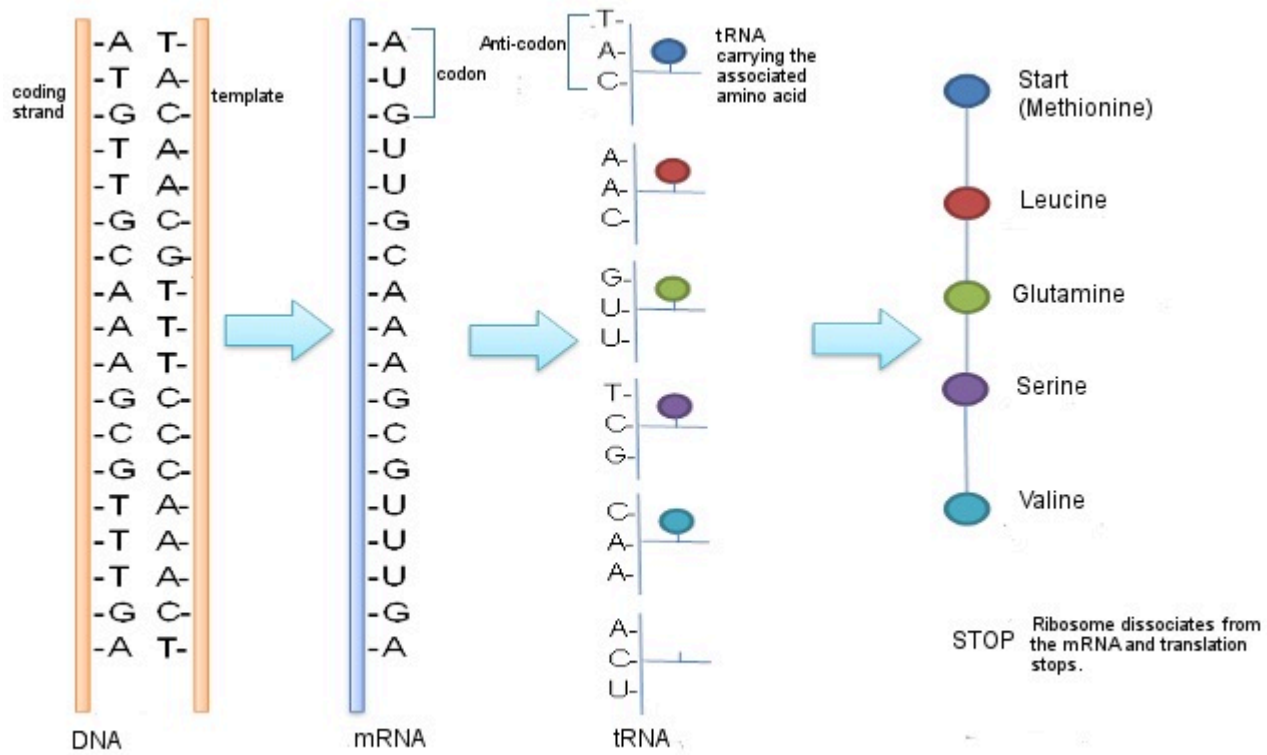 coding
strand
-A T-
-T A-
-G C-
-T A-
-T A-
-G C-
-C G-
-A T-
-A T-
-A T-
-G C-
-C C-
-G C-
-T A-
-T A-
-T A-
-G C-
-A T-
template
DNA
-A
-U
-G
-U
-U
-G
-C
-A
-A
-A
-G
-C
-G
-U
-U
-U
-G
-A
codon
mRNA
Anti-codon
T-
A-
C-
tRNA
carrying the
associated
amino acid
A-
A-
C-
G-
U-
U-
T-
C-
G-
C-
A-
A-
A-
C-
U-
tRNA
Start
(Methionine)
Leucine
Glutamine
Serine
Valine
STOP
Ribosome dissociates from
the mRNA and translation
stops.